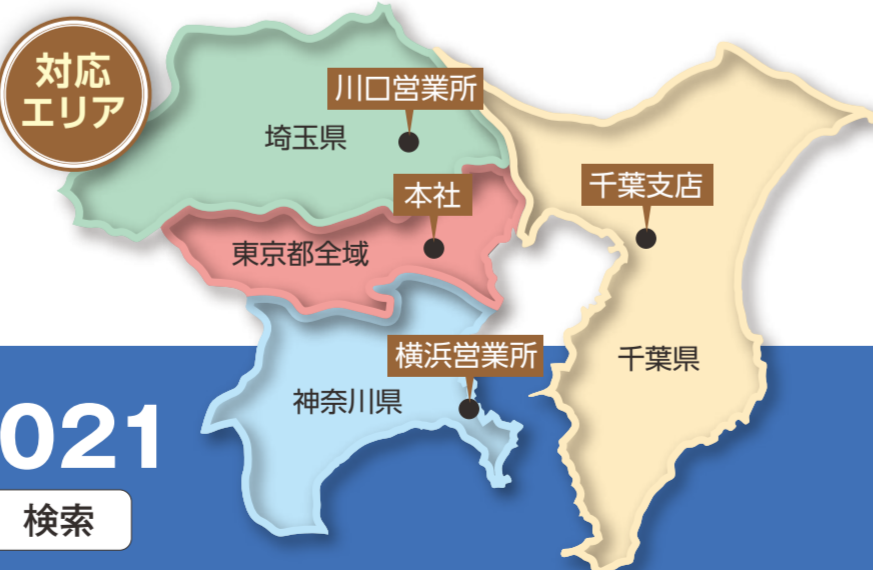 対応
エリア
川口営業所
埼玉県
本社
千葉支店
東京都全域
横浜営業所
千葉県
神奈川県
021
検索